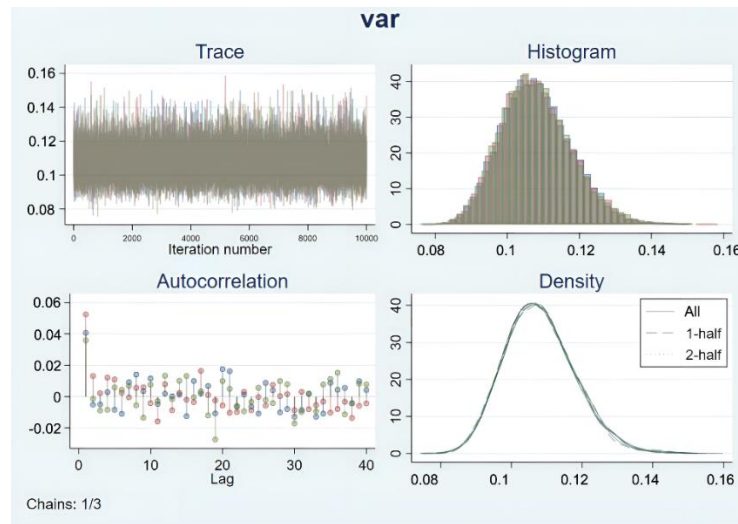 var
Trace
0.16
0.14
0.12
0.1
0.08
0 2000 4000 6000 8000 10000
Iteration number
Histogram
40
30
20
10
0
0.08 0.1 0.12 0.14 0.16
Autocorrelation
0.06
0.04
0.02
0
-0.02
0 10 20 30 40
Lag
Density
40
30
20
10
0
All
1-half
2-half
0.08 0.1 0.12 0.14 0.16
Chains: 1/3